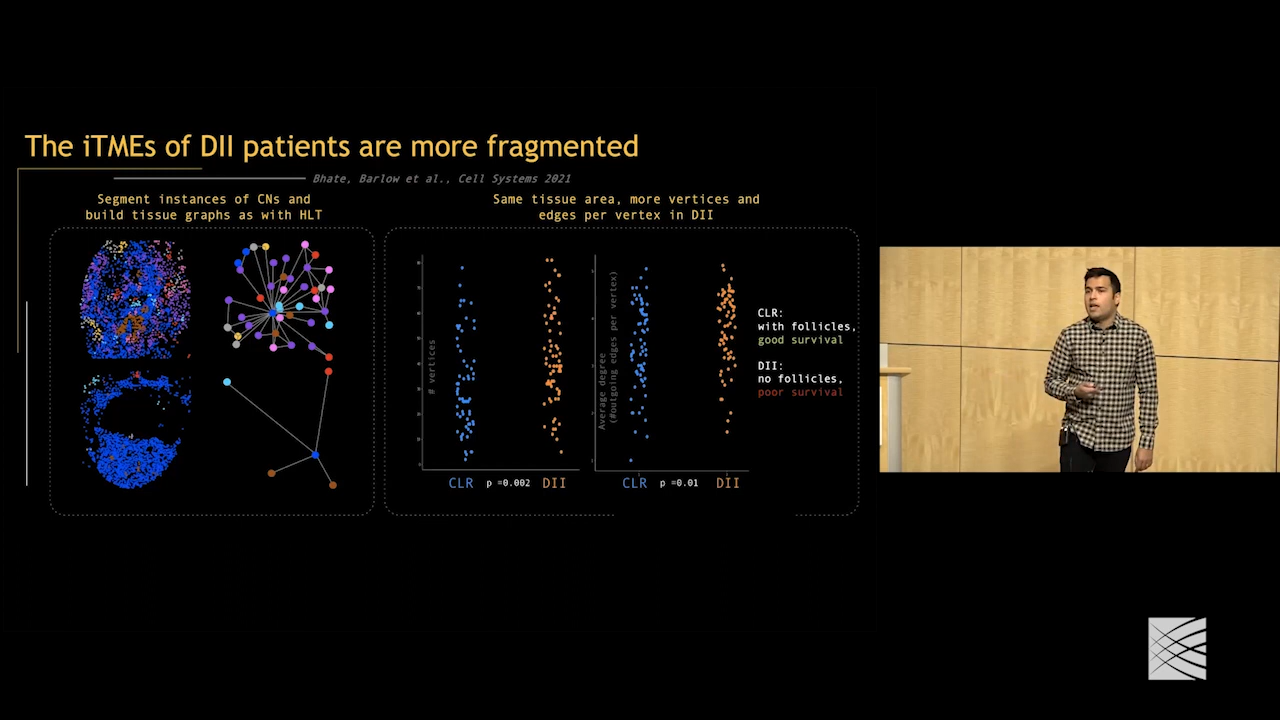 The iTMEs of DII patients are more fragmented
Bhate, Barlow et al., Cell Systems 2021
Segment instances of CNs and
build tissue graphs as with HLT
Same tissue area, more vertices and
edges per vertex in DII
# vertices
CLR p =0.002 DII
Average degree
(#outgoing edges per vertex)
CLR p =0.01 DII
CLR:
with follicles,
good survival
DII:
no follicles,
poor survival